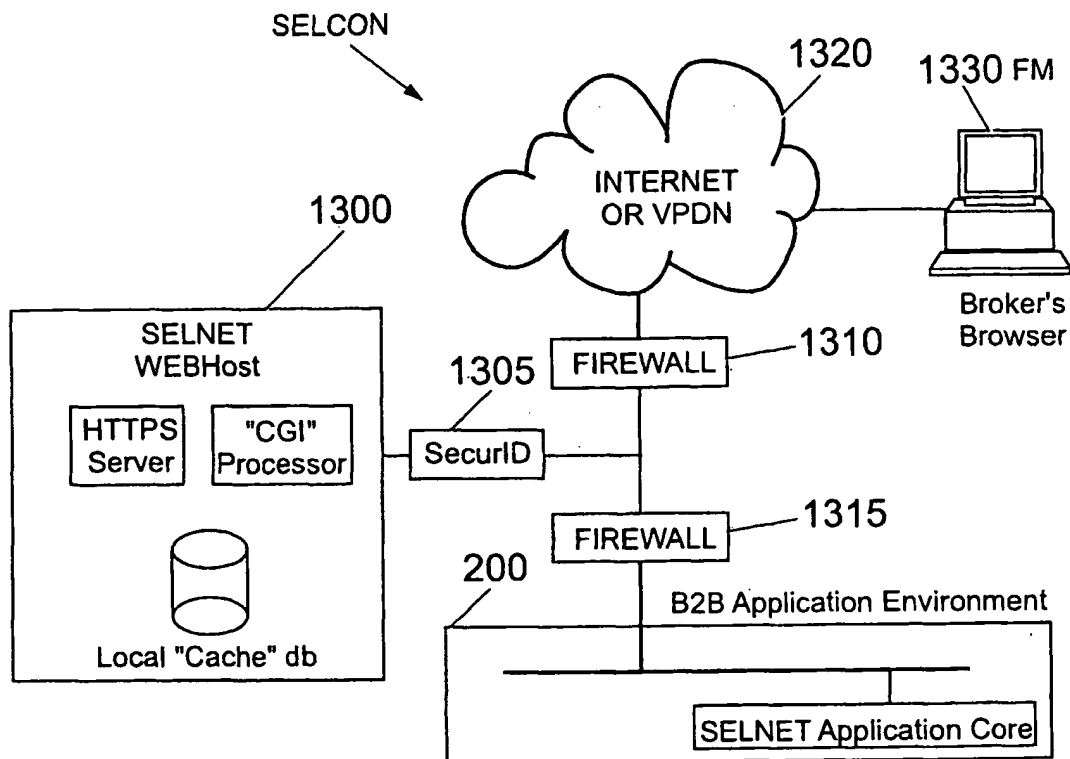 SELCON
1320
1330 FM
INTERNET
OR VPDN
1300
Broker's
Browser
SELNET
WEBHost
FIREWALL
1310
1305
HTTPS
Server
"CGI"
Processor
SecurID
FIREWALL
1315
200
B2B Application Environment
Local "Cache" db
SELNET Application Core